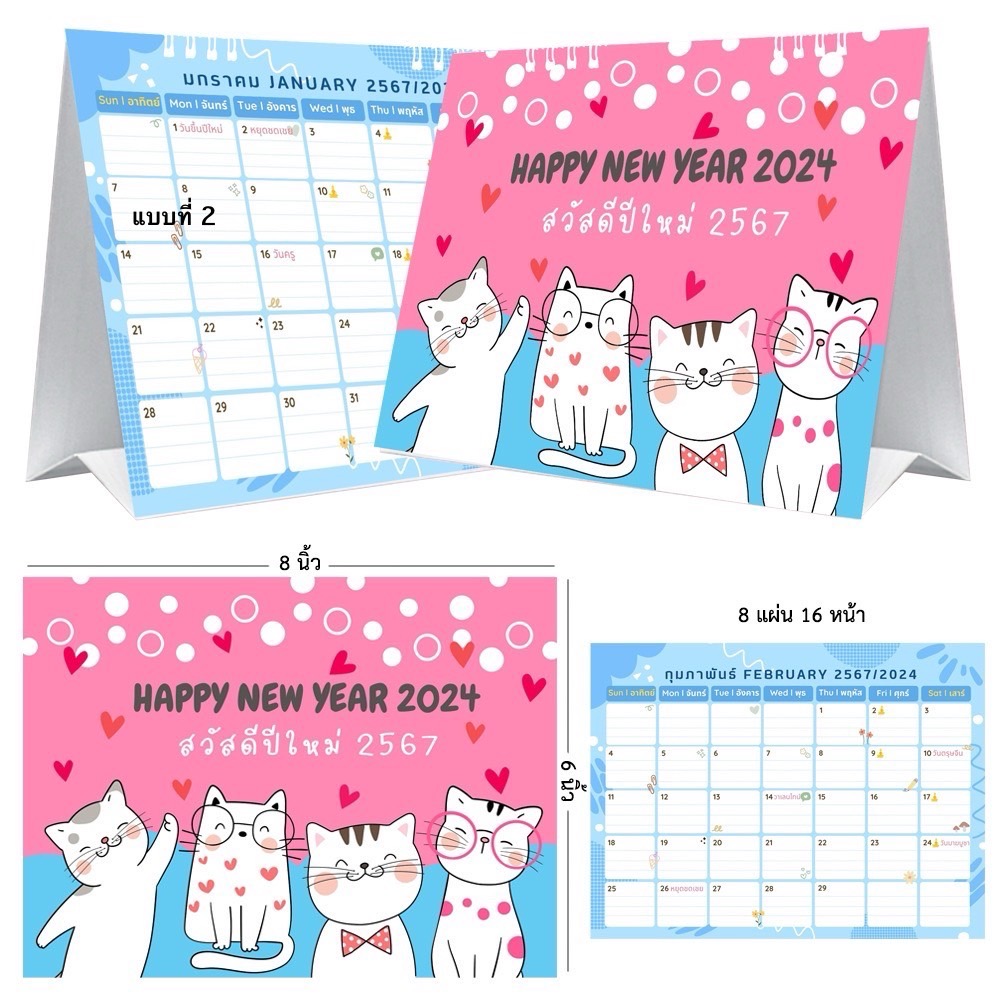 มกราคม JANUARY 2567/20
Sun | อาทิตย์ Mon | จันทร์ Tue | อังคาร Wed | พุธ Thu | พฤหัส
1 วันขึ้นปีใหม่ 2 หยุดชดเชย 3 4
7 8 9 10
14 15 16 วันครู 17 18
21 22 23 24
28 29 30 31
แบบที่ 2
HAPPY NEW YEAR 2024
สวัสดีปีใหม่ 2567
8 นิ้ว
HAPPY NEW YEAR 2024
สวัสดีปีใหม่ 2567
6 นิ้ว
8 แผ่น 16 หน้า
กุมภาพันธ์ FEBRUARY 2567/2024
Sun | อาทิตย์ Mon | จันทร์ Tue | อังคาร Wed | พุธ Thu | พฤหัส Fri | ศุกร์ Sat | เสาร์
1 2 3
4 5 6 7 8 9 10 วันตรุษจีน
11 12 13 14 วาเลนไทน์ 15 16 17
18 19 20 21 22 23 24 วันมาฆบูชา
25 26 หยุดชดเชย 27 28 29